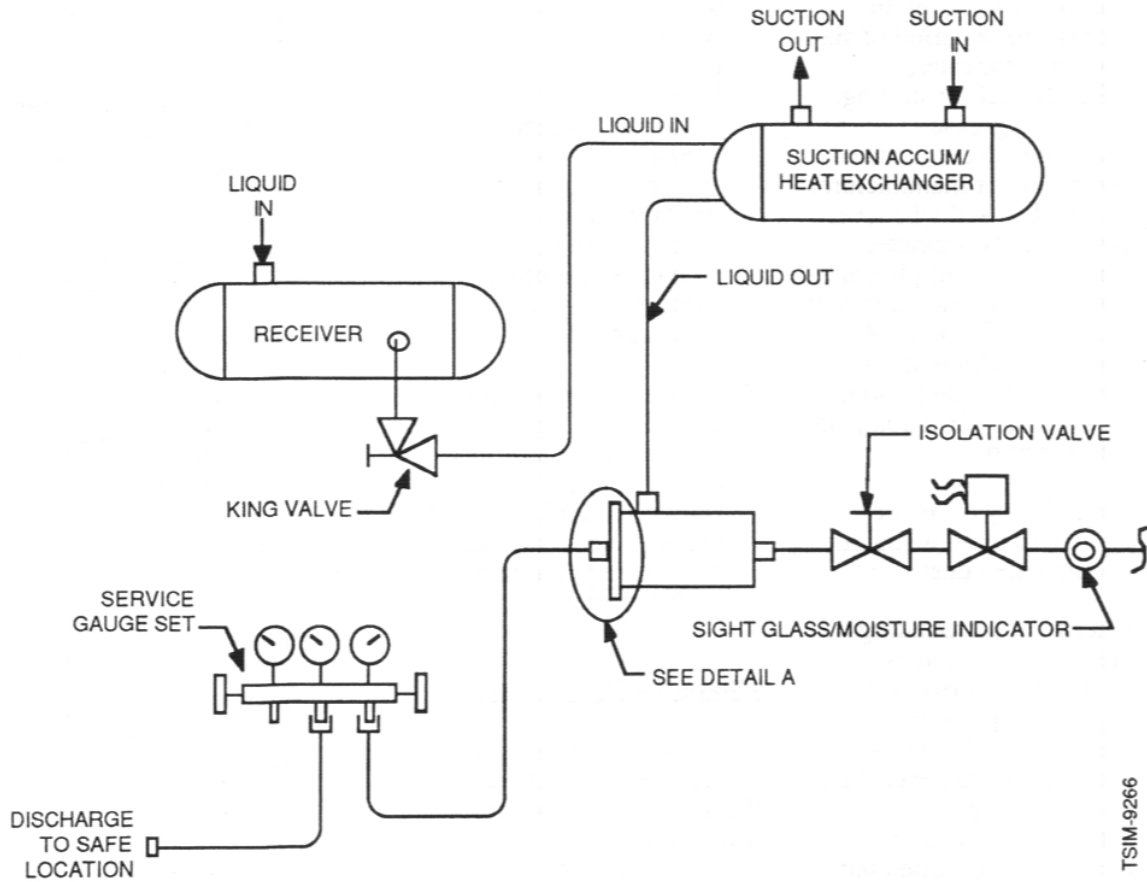 SUCTION
OUT
SUCTION
IN
LIQUID IN
SUCTION ACCUM/
HEAT EXCHANGER
LIQUID
IN
LIQUID OUT
RECEIVER
ISOLATION VALVE
KING VALVE
SERVICE
GAUGE SET
SIGHT GLASS/MOISTURE INDICATOR
SEE DETAIL A
DISCHARGE
TO SAFE
LOCATION
TSIM-9266